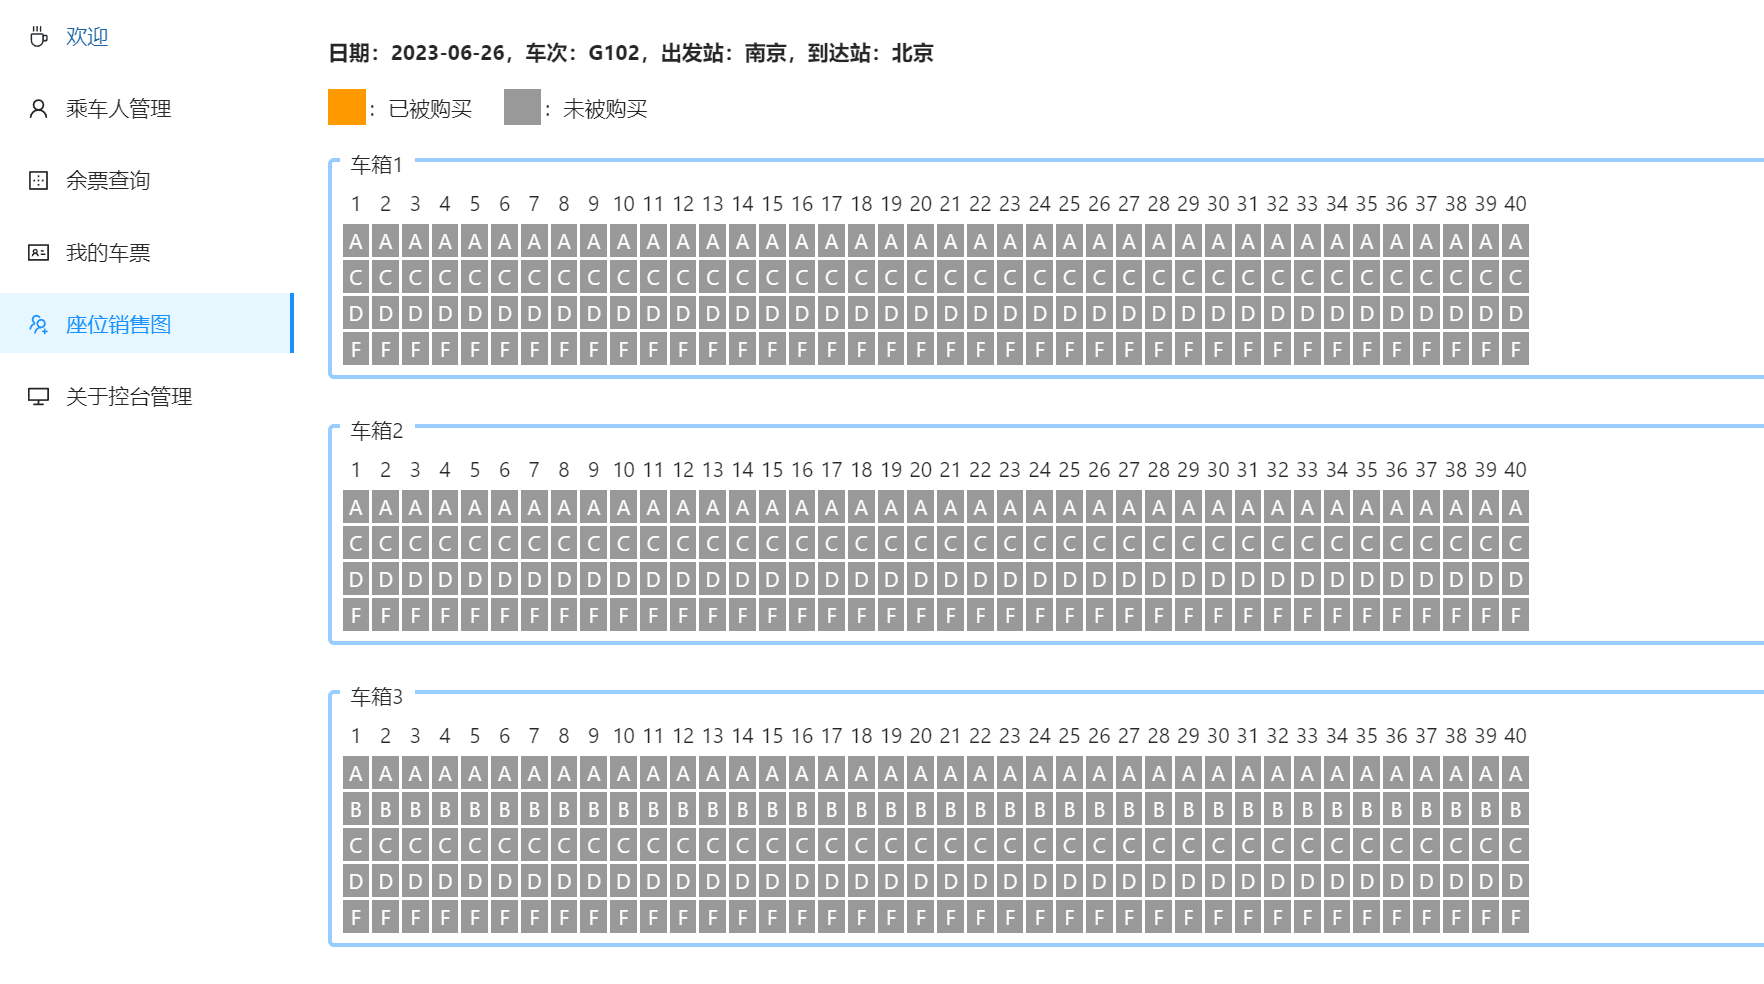 欢迎
乘车人管理
余票查询
我的车票
座位销售图
关于控台管理
日期：2023-06-26，车次：G102，出发站：南京，到达站：北京
：已被购买 ：未被购买
车箱1
1 2 3 4 5 6 7 8 9 10 11 12 13 14 15 16 17 18 19 20 21 22 23 24 25 26 27 28 29 30 31 32 33 34 35 36 37 38 39 40
A A A A A A A A A A A A A A A A A A A A A A A A A A A A A A A A A A A A A A A A
C C C C C C C C C C C C C C C C C C C C C C C C C C C C C C C C C C C C C C C C
D D D D D D D D D D D D D D D D D D D D D D D D D D D D D D D D D D D D D D D D
F F F F F F F F F F F F F F F F F F F F F F F F F F F F F F F F F F F F F F F F
车箱2
1 2 3 4 5 6 7 8 9 10 11 12 13 14 15 16 17 18 19 20 21 22 23 24 25 26 27 28 29 30 31 32 33 34 35 36 37 38 39 40
A A A A A A A A A A A A A A A A A A A A A A A A A A A A A A A A A A A A A A A A
C C C C C C C C C C C C C C C C C C C C C C C C C C C C C C C C C C C C C C C C
D D D D D D D D D D D D D D D D D D D D D D D D D D D D D D D D D D D D D D D D
F F F F F F F F F F F F F F F F F F F F F F F F F F F F F F F F F F F F F F F F
车箱3
1 2 3 4 5 6 7 8 9 10 11 12 13 14 15 16 17 18 19 20 21 22 23 24 25 26 27 28 29 30 31 32 33 34 35 36 37 38 39 40
A A A A A A A A A A A A A A A A A A A A A A A A A A A A A A A A A A A A A A A A
B B B B B B B B B B B B B B B B B B B B B B B B B B B B B B B B B B B B B B B B
C C C C C C C C C C C C C C C C C C C C C C C C C C C C C C C C C C C C C C C C
D D D D D D D D D D D D D D D D D D D D D D D D D D D D D D D D D D D D D D D D
F F F F F F F F F F F F F F F F F F F F F F F F F F F F F F F F F F F F F F F F